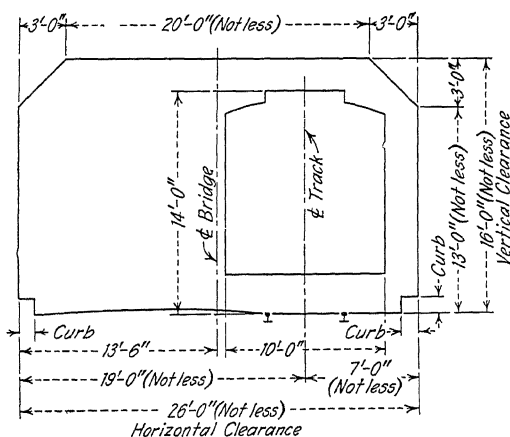 3'-0"
20'-0"(Not less)
3'-0"
3'-0"
14'-0"
℄ Bridge
℄ Track
13'-0"(Not less)
16'-0"(Not less)
Vertical Clearance
Curb
Curb
Curb
13'-6"
10'-0"
19'-0"(Not less)
7'-0"
(Not less)
26'-0"(Not less)
Horizontal Clearance